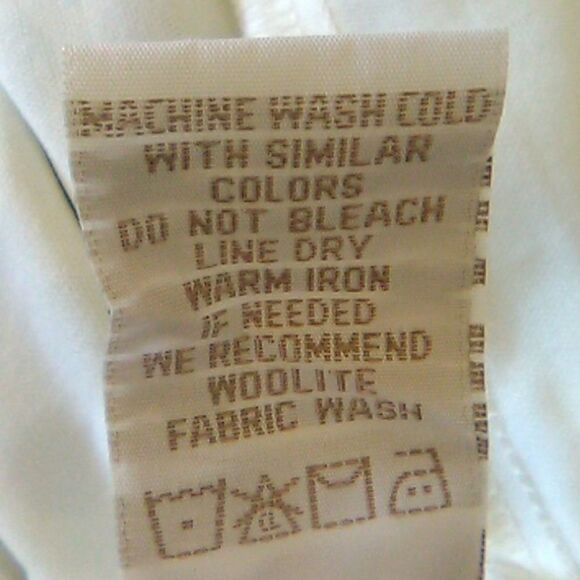 MACHINE WASH COLD
WITH SIMILAR
COLORS
DO NOT BLEACH
LINE DRY
WARM IRON
IF NEEDED
WE RECOMMEND
WOOLITE
FABRIC WASH